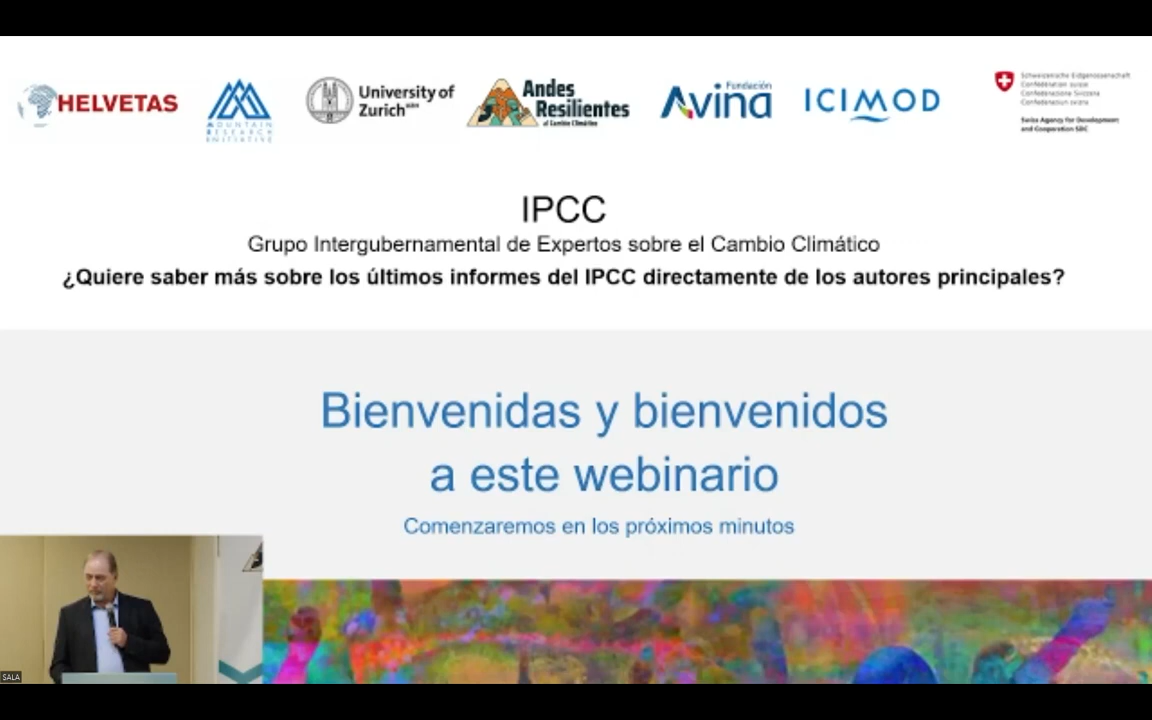 HELVETAS
MOUNTAIN
RESEARCH
INITIATIVE
University of
Zurich
Andes
Resilientes
al Cambio Climático
Fundación
Avina
ICIMOD
Schweizerische Eidgenossenschaft
Confédération suisse
Confederazione Svizzera
Confederaziun svizra
Swiss Agency for Development
and Cooperation SDC
IPCC
Grupo Intergubernamental de Expertos sobre el Cambio Climático
¿Quiere saber más sobre los últimos informes del IPCC directamente de los autores principales?
Bienvenidas y bienvenidos
a este webinario
Comenzaremos en los próximos minutos
SALA